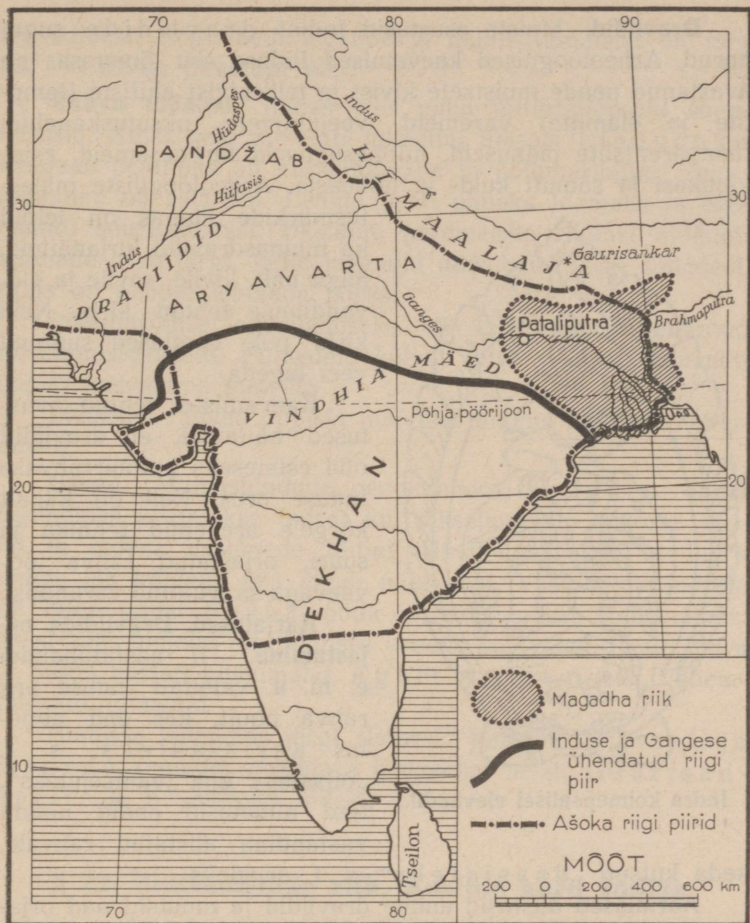 70
80
90
Indus
Hüdasper
PANDŽAB
HIMAALAJA
Hüfasis
30
30
Gaurisankar
Indus
DRAVIIDID
ARYAVARTA
Ganges
Brahmaputra
Pataliputra
VINDHIA MÄED
Põhja-pöörijoon
20
20
DEKHAN
Magadha riik
Induse ja Gangese
ühendatud riigi
piir
10
Ašoka riigi piirid
Tseilon
MÕÕT
200 0 200 600 km
70
80